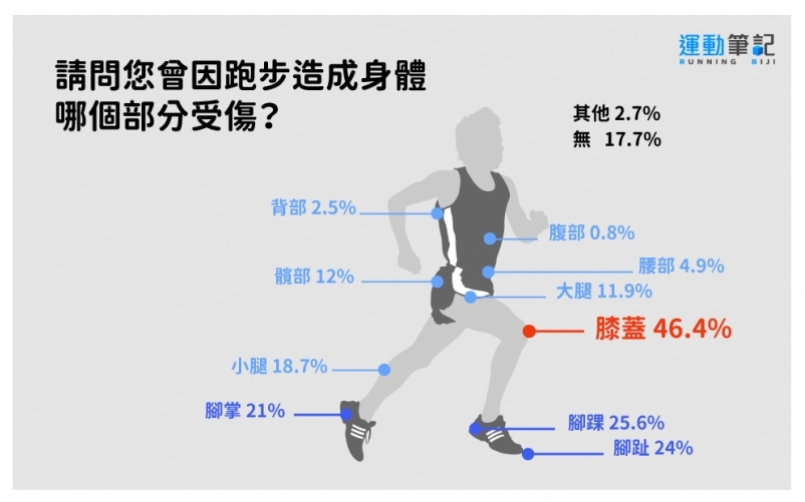 運動筆記
RUNNING BIJI
請問您曾因跑步造成身體
哪個部分受傷？
其他 2.7%
無 17.7%
背部 2.5%
腹部 0.8%
腰部 4.9%
髖部 12%
大腿 11.9%
膝蓋 46.4%
小腿 18.7%
腳掌 21%
腳踝 25.6%
腳趾 24%